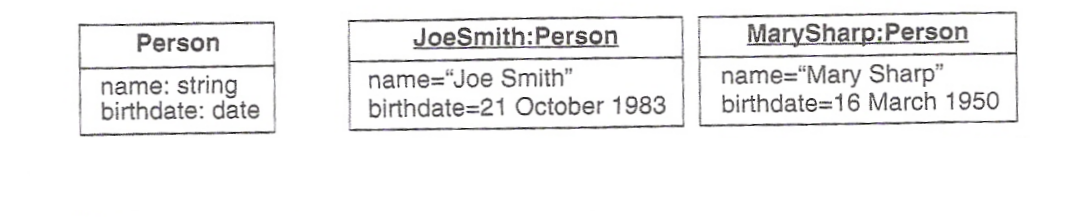 Person
name: string
birthdate: date
JoeSmith:Person
name=“Joe Smith”
birthdate=21 October 1983
MarySharp:Person
name=“Mary Sharp”
birthdate=16 March 1950